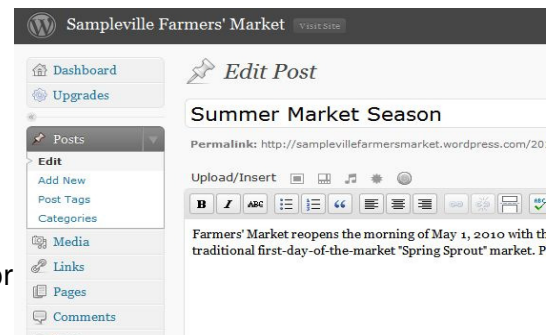 Sampleville Farmers' Market Visit Site
Dashboard
Upgrades
Posts
Edit
Add New
Post Tags
Categories
Media
Links
Pages
Comments
or
Edit Post
Summer Market Season
Permalink: http://samplevillefarmersmarket.wordpress.com/20
Upload/Insert
B I ABC
Farmers' Market reopens the morning of May 1, 2010 with th
traditional first-day-of-the-market "Spring Sprout" market. P